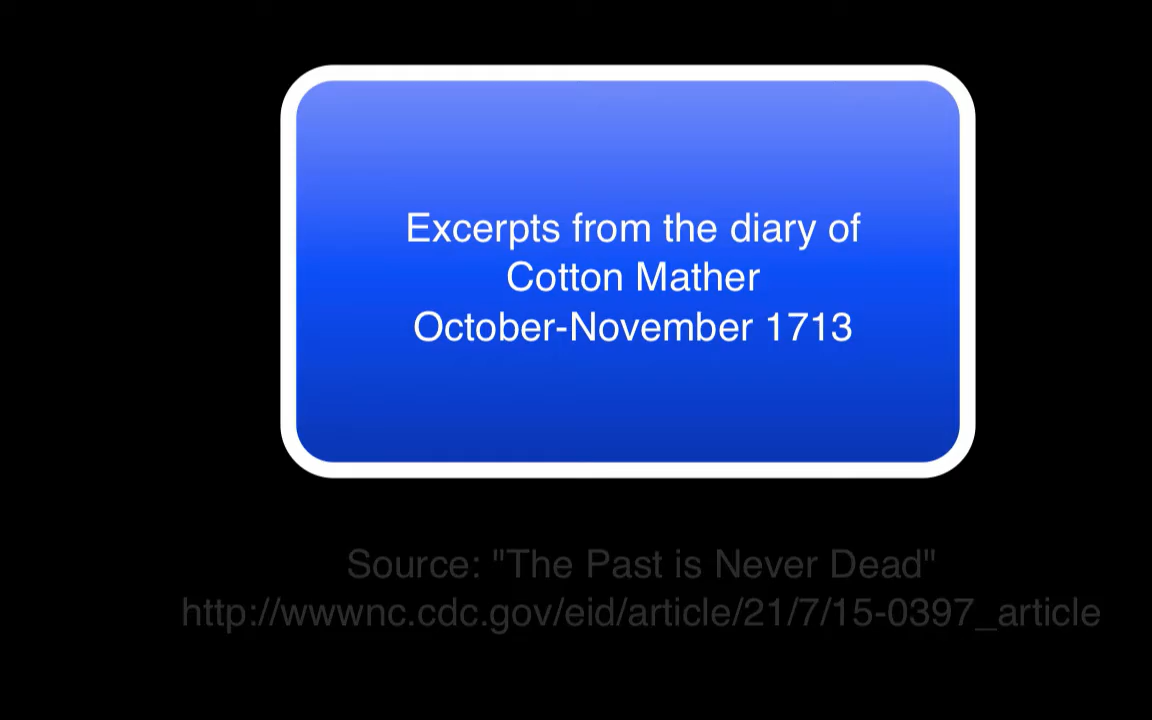 Excerpts from the diary of
Cotton Mather
October-November 1713
Source: "The Past is Never Dead"
http://wwwnc.cdc.gov/eid/article/21/7/15-0397_article